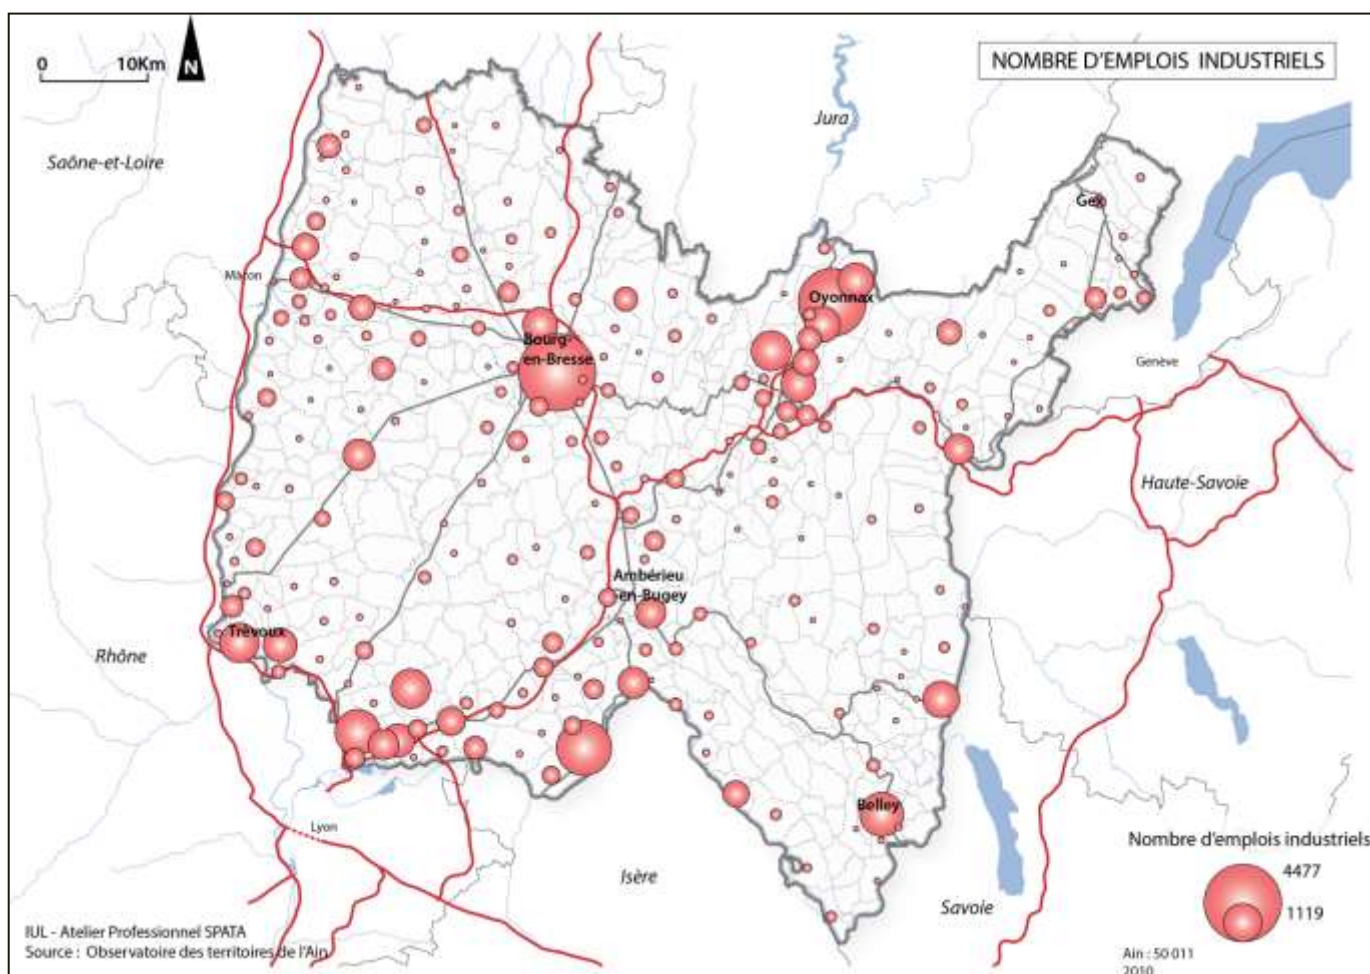 0 10Km
N
NOMBRE D'EMPLOIS INDUSTRIELS
Jura
Saône-et-Loire
Gex
Mâcon
Oyonnax
Bourg-
en-Bresse
Genève
Haute-Savoie
Ambérieu
-en-Bugey
Trévoux
Rhône
Belley
Lyon
Nombre d'emplois industriels
4477
1119
Isère
Savoie
IUL - Atelier Professionnel SPATA
Source : Observatoire des territoires de l'Ain
Ain : 50 011
2010